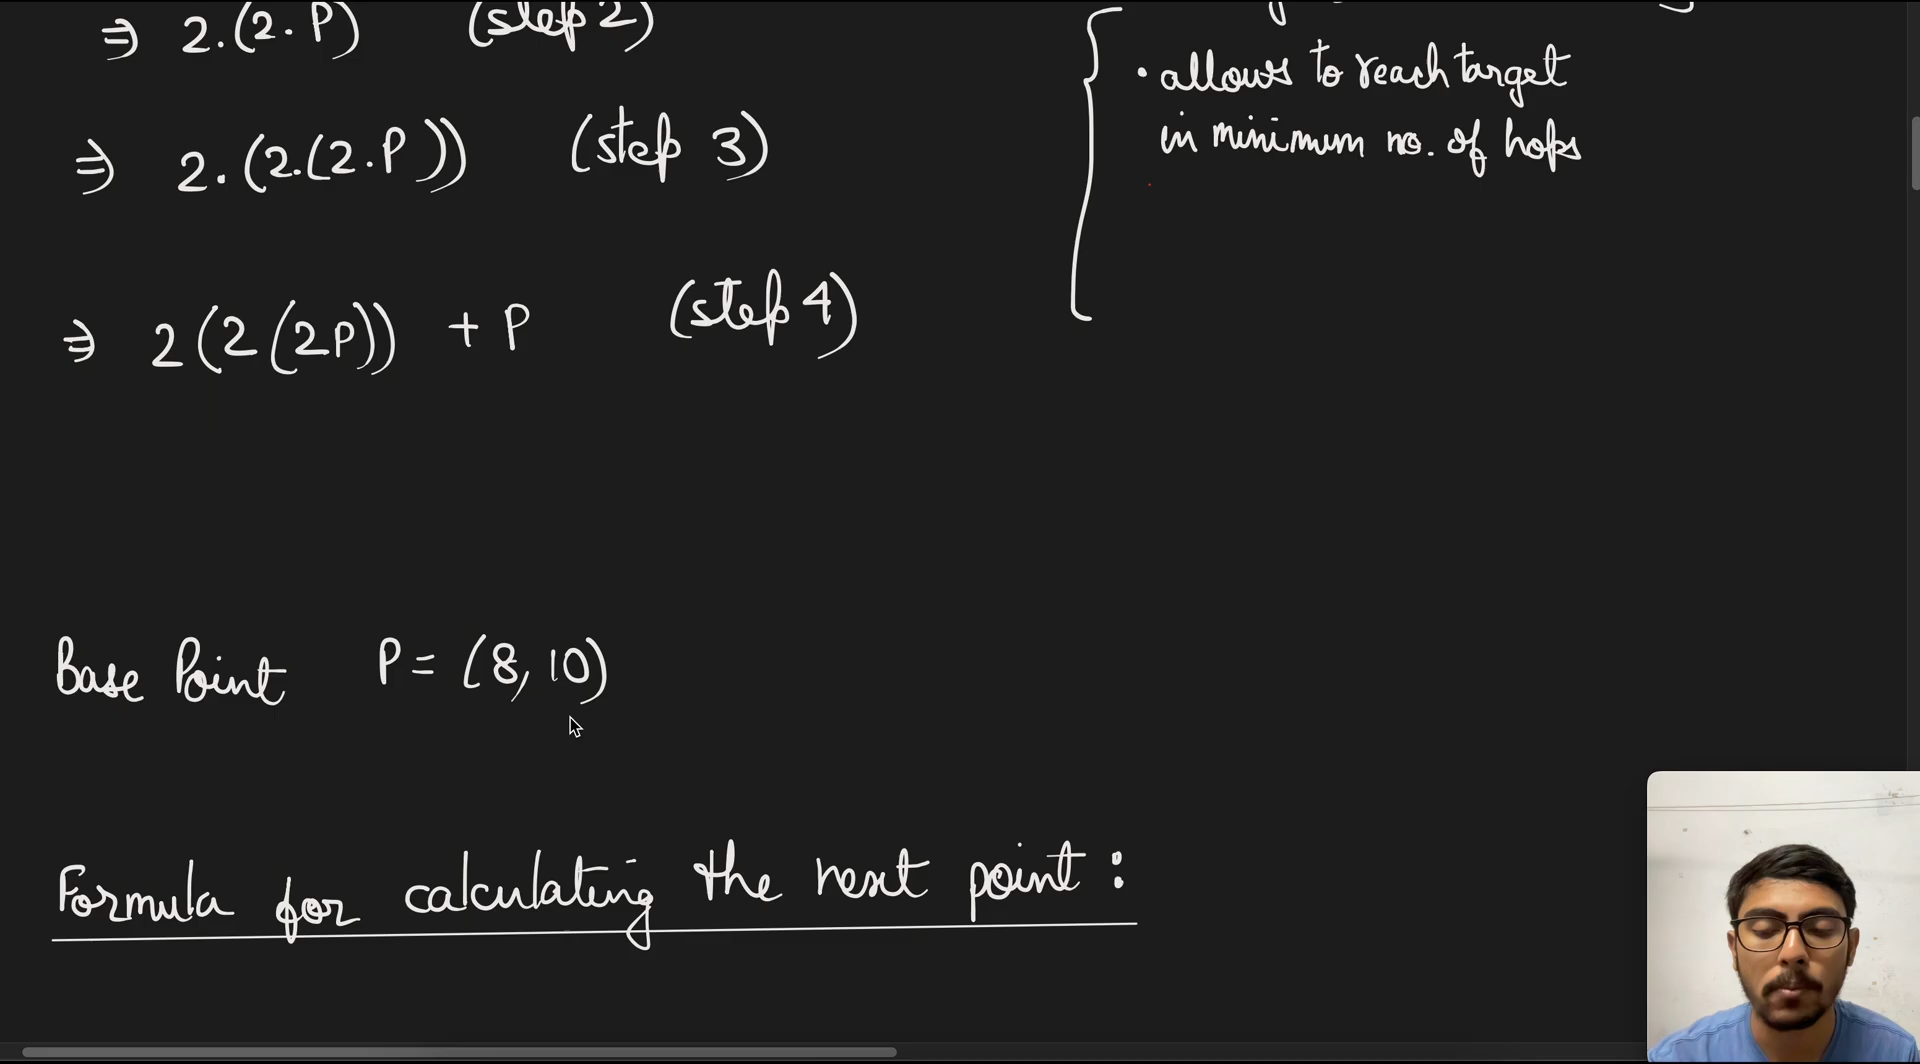 ⇒ 2.(2.P) (step 2)
⇒ 2.(2.(2.P)) (step 3)
⇒ 2(2(2P)) + P (step 4)
• allows to reach target
in minimum no. of hops
Base Point P = (8, 10)
Formula for calculating the next point :